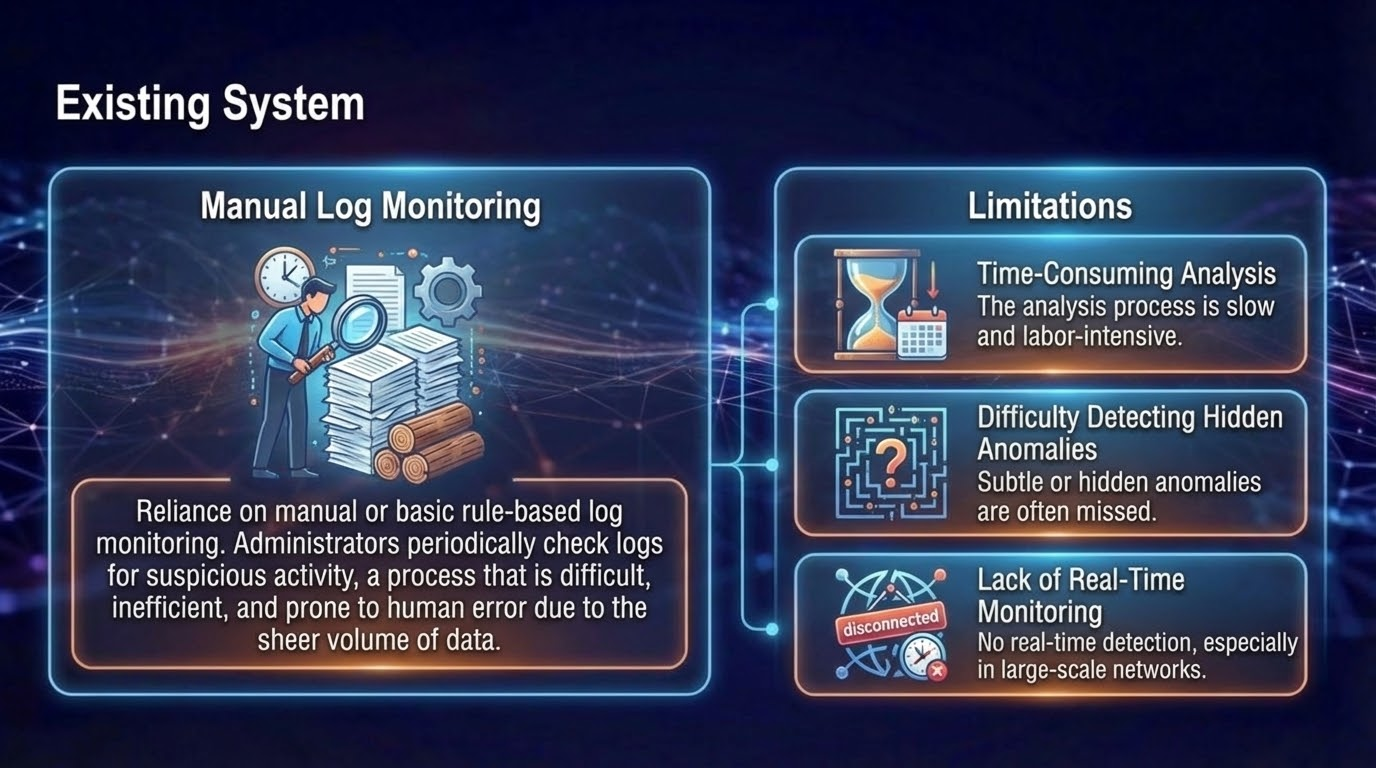 Existing System
Manual Log Monitoring
Reliance on manual or basic rule-based log
monitoring. Administrators periodically check logs
for suspicious activity, a process that is difficult,
inefficient, and prone to human error due to the
sheer volume of data.
Limitations
Time-Consuming Analysis
The analysis process is slow
and labor-intensive.
Difficulty Detecting Hidden
Anomalies
Subtle or hidden anomalies
are often missed.
disconnected
Lack of Real-Time
Monitoring
No real-time detection, especially
in large-scale networks.